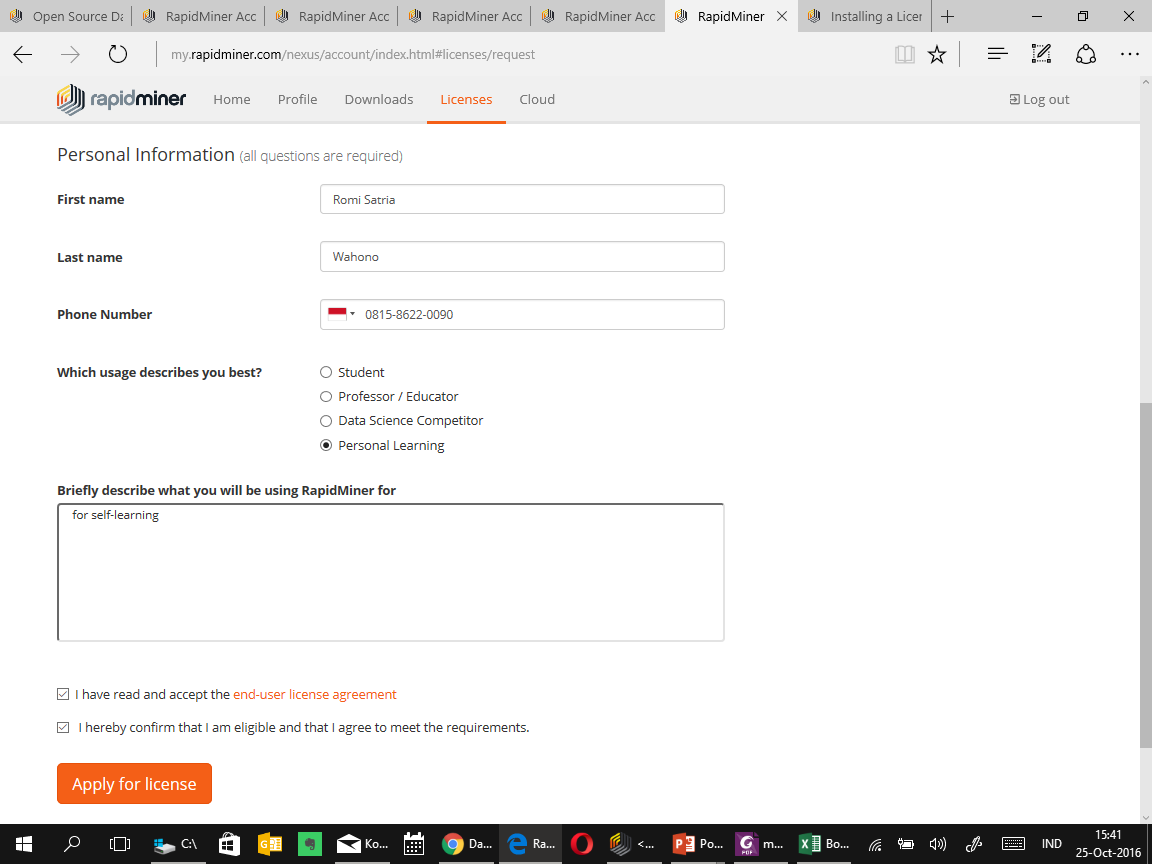 Open Source Da
RapidMiner Acc
RapidMiner Acc
RapidMiner Acc
RapidMiner Acc
RapidMiner
Installing a Licen
my.rapidminer.com/nexus/account/index.html#licenses/request
rapidminer Home Profile Downloads Licenses Cloud Log out
Personal Information (all questions are required)
First name Romi Satria
Last name Wahono
Phone Number 0815-8622-0090
Which usage describes you best? Student
Professor / Educator
Data Science Competitor
Personal Learning
Briefly describe what you will be using RapidMiner for
for self-learning
I have read and accept the end-user license agreement
I hereby confirm that I am eligible and that I agree to meet the requirements.
Apply for license
C:\ Ko... Da... Ra... <... Po... m... Bo... IND 15:41
25-Oct-2016